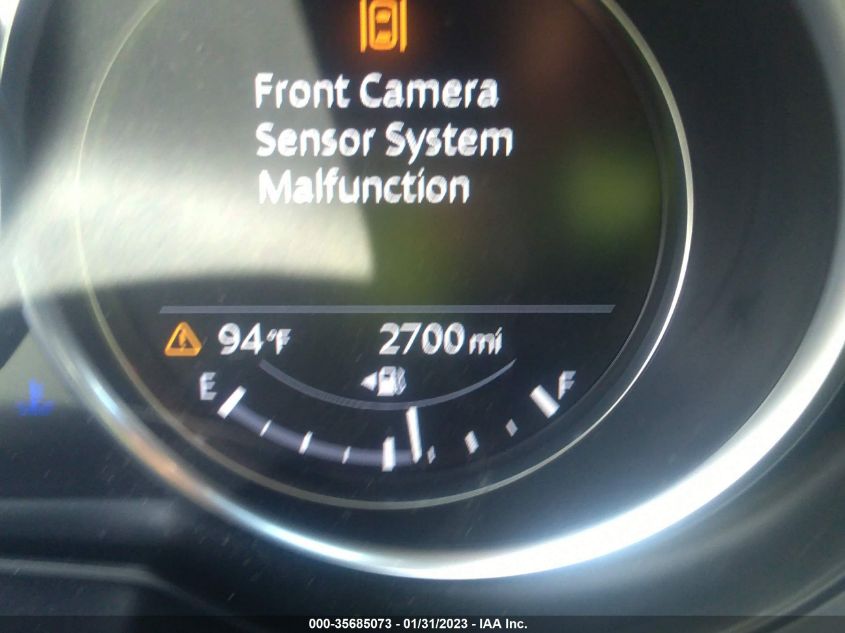 Front Camera
Sensor System
Malfunction
94°F 2700 mi
E F
000-35685073 - 01/31/2023 - IAA Inc.